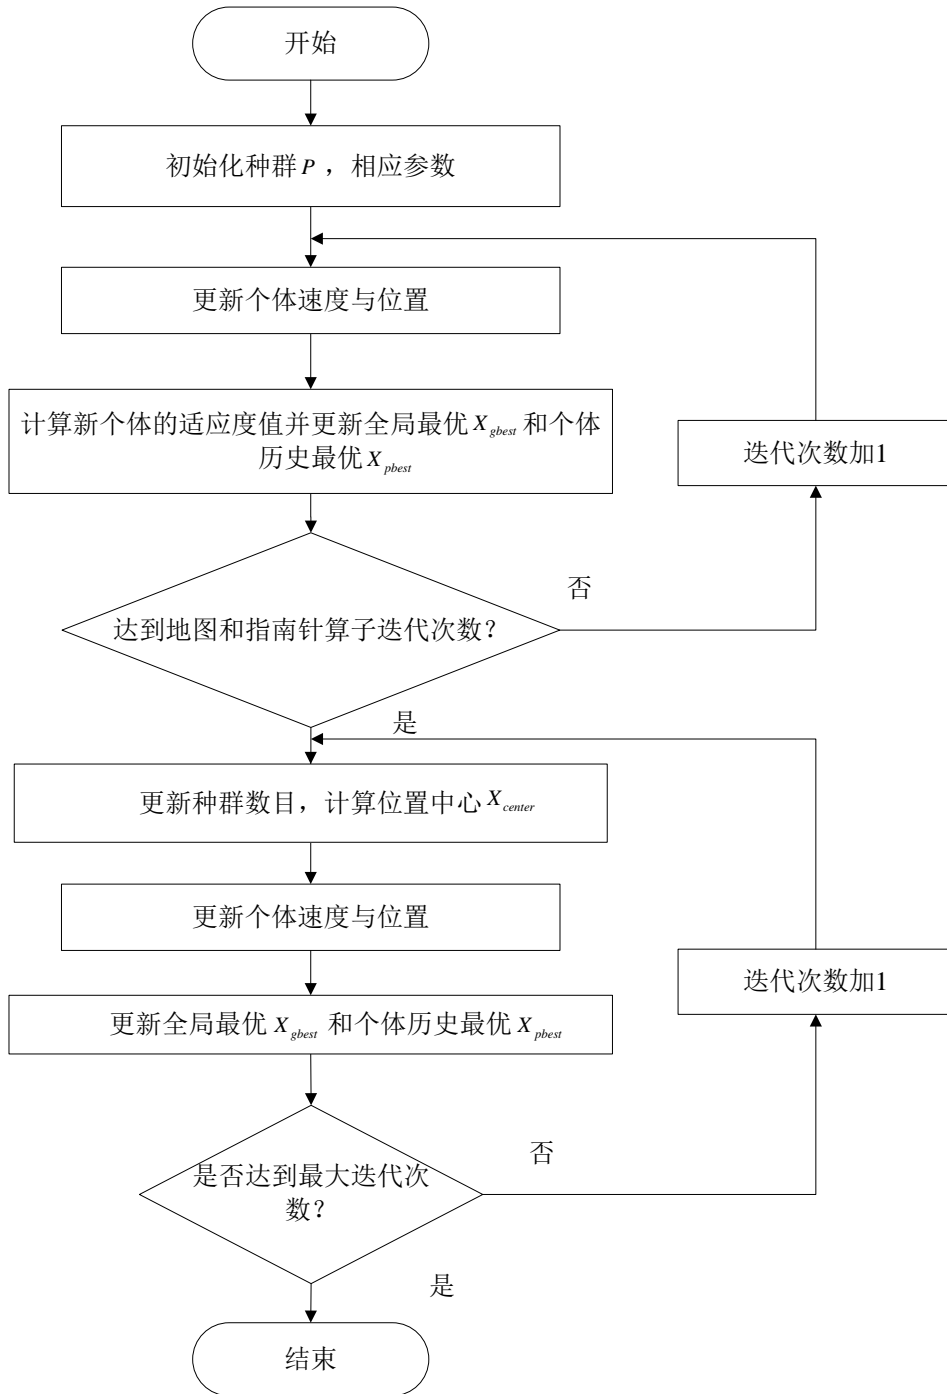 开始
初始化种群P，相应参数
更新个体速度与位置
计算新个体的适应度值并更新全局最优X_gbest和个体
历史最优X_pbest
迭代次数加1
否
达到地图和指南针算子迭代次数？
是
更新种群数目，计算位置中心X_center
更新个体速度与位置
迭代次数加1
更新全局最优X_gbest和个体历史最优X_pbest
否
是否达到最大迭代次
数？
是
结束